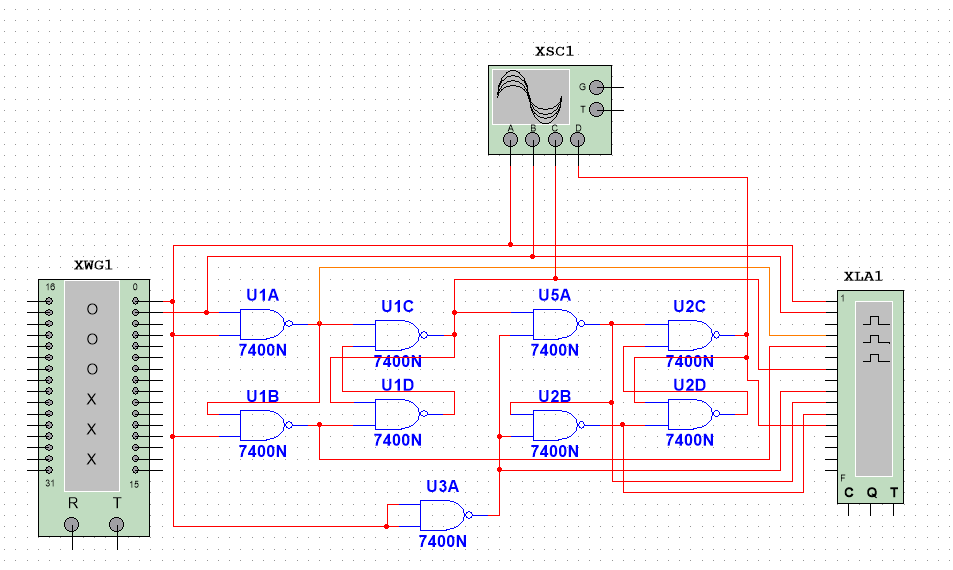 XSC1
G
T
A B C D
XWG1
16 0
O
O
O
X
X
X
31 15
R T
U1A
7400N
U1C
7400N
U1B
7400N
U1D
7400N
U5A
7400N
U2C
7400N
U2B
7400N
U2D
7400N
U3A
7400N
XLA1
1
F
C Q T